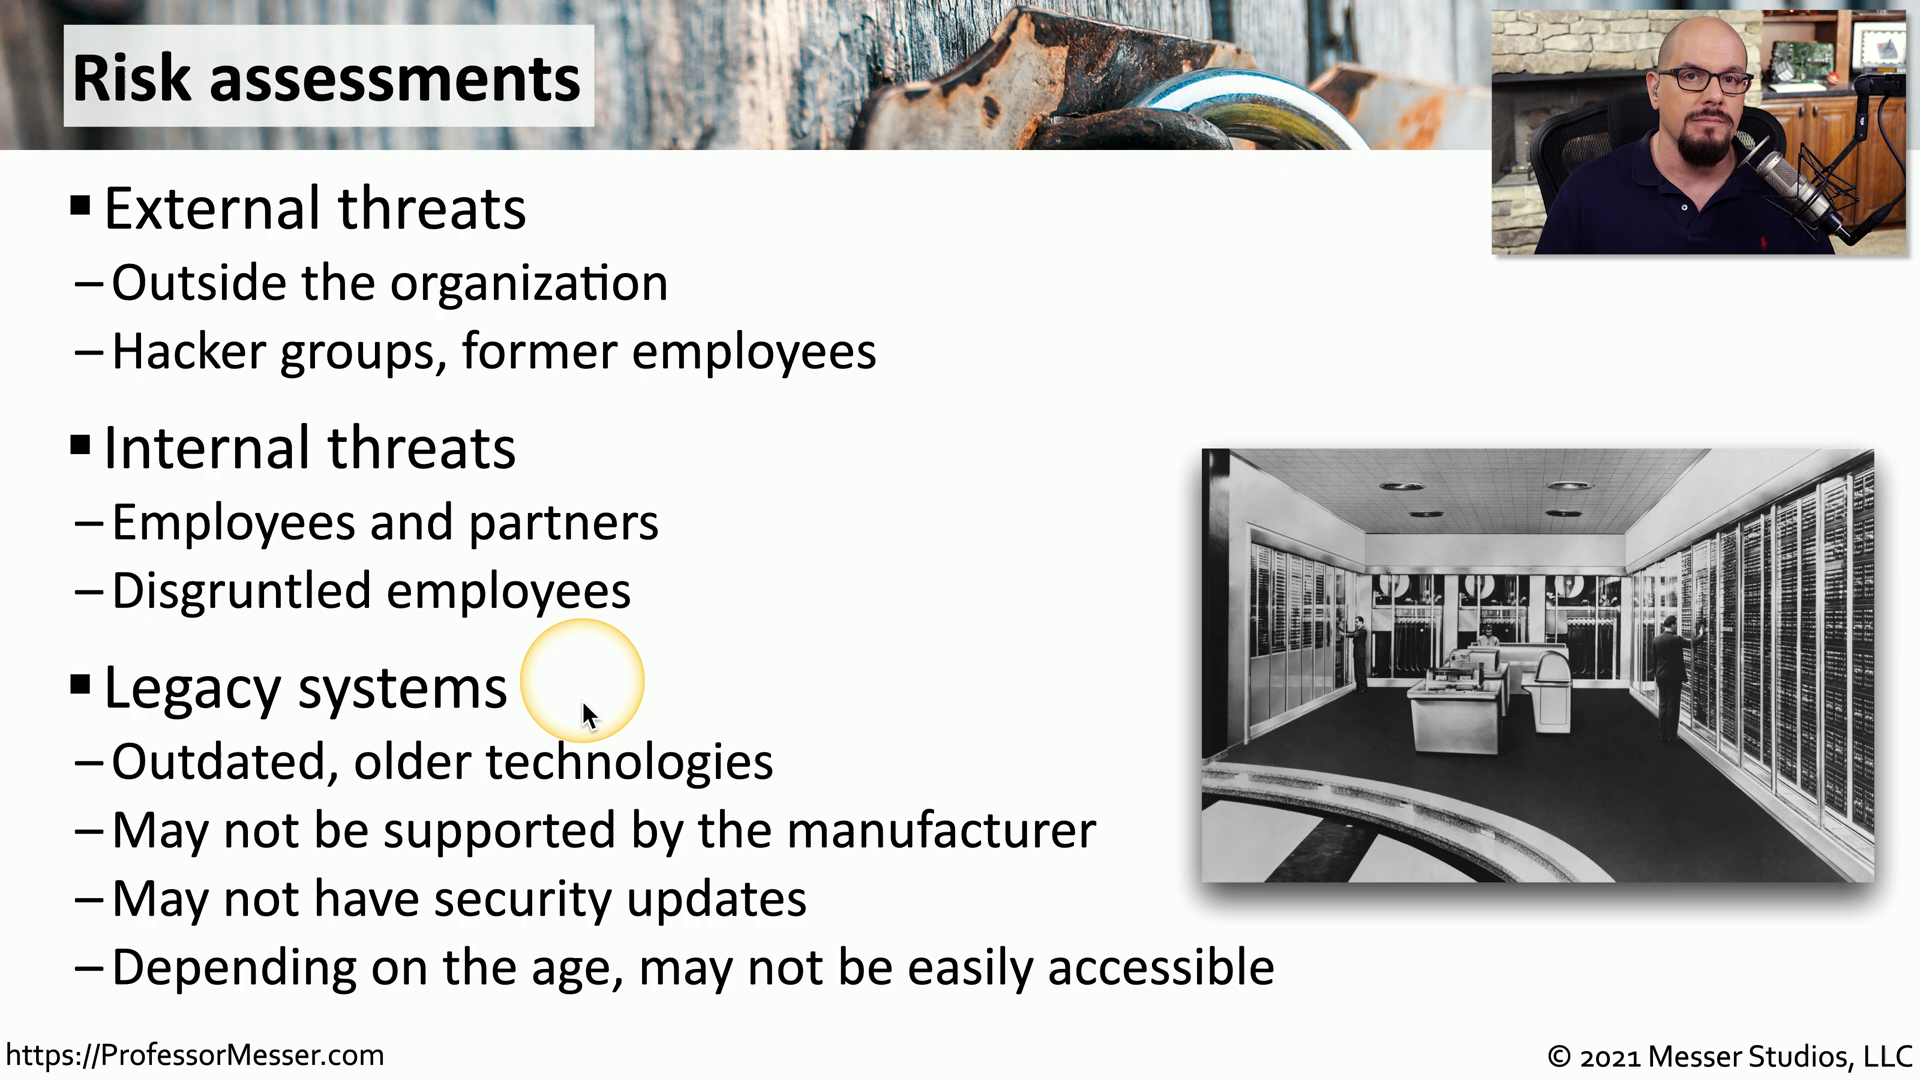 Risk assessments
▪ External threats
– Outside the organization
– Hacker groups, former employees
▪ Internal threats
– Employees and partners
– Disgruntled employees
▪ Legacy systems
– Outdated, older technologies
– May not be supported by the manufacturer
– May not have security updates
– Depending on the age, may not be easily accessible
https://ProfessorMesser.com
© 2021 Messer Studios, LLC